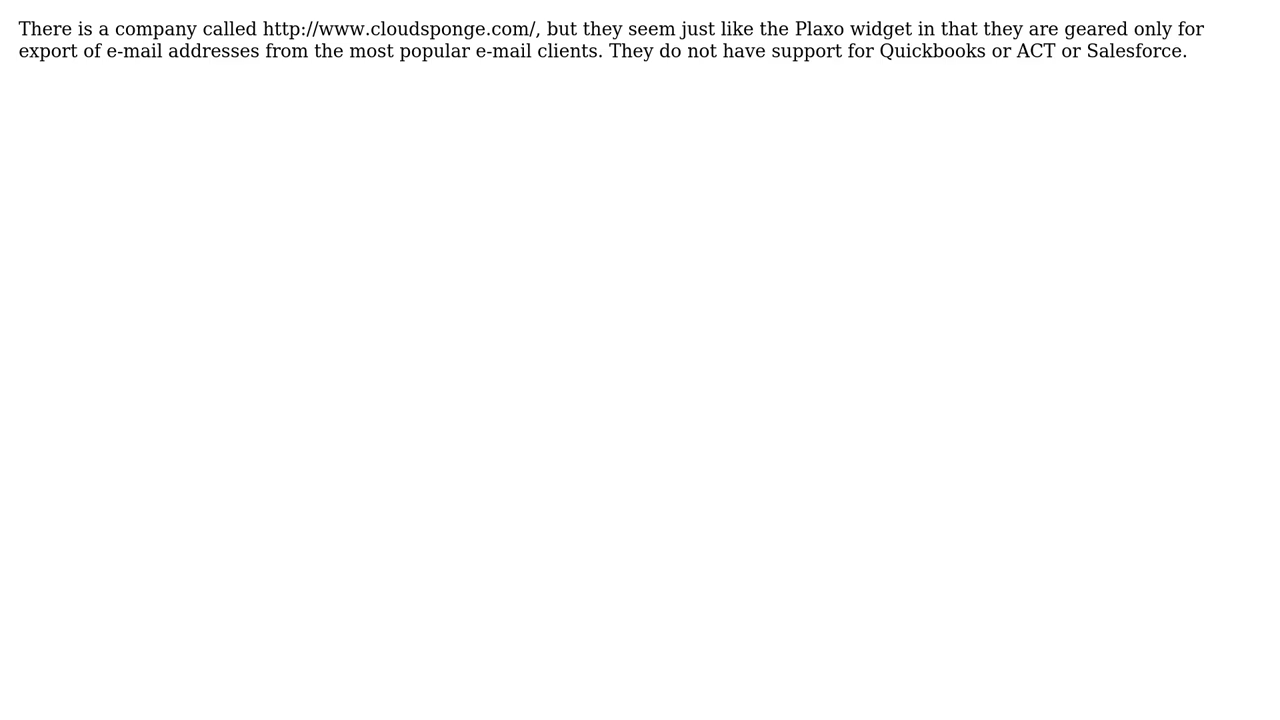 There is a company called http://www.cloudsponge.com/, but they seem just like the Plaxo widget in that they are geared only for
export of e-mail addresses from the most popular e-mail clients. They do not have support for Quickbooks or ACT or Salesforce.